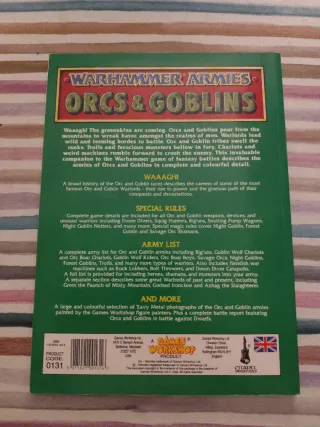 WARHAMMER ARMIES
ORCS & GOBLINS
Waaagh! The greenskins are coming. Orcs and Goblins pour from the
mountains to wreak havoc amongst the realms of men. Warlords lead
wild and leering hordes to battle. Orc and Goblin tribes swell the
ranks. Trolls and ferocious monsters bellow in fury. Chariots and
weird machines rumble forward to crush the enemy. This invaluable
companion to the Warhammer game of fantasy battles describes the
armies of Orcs and Goblins in complete and colourful detail.
WAAAGH!
A broad history of the Orc and Goblin races describes the careers of some of the most
famous Orc and Goblin Warlords - their rise to power and the glorious path of their
conquests and devastations.
SPECIAL RULES
Complete game details are included for all Orc and Goblin weapons, devices, and
unusual warriors including Doom Divers, Squig Hunters, Big'uns, Snotling Pump Wagons,
Night Goblin Netters, and many more. Special magic rules cover Night Goblin, Forest
Goblin and Savage Orc Shamans.
ARMY LIST
A complete army list for Orc and Goblin armies including Big'uns, Goblin Wolf Chariots
and Orc Boar Chariots, Goblin Wolf Riders, Orc Boar Boyz, Savage Orcs, Night Goblins,
Forest Goblins, Trolls, and many more types of warriors. Also includes fiendish war
machines such as Rock Lobbers, Bolt Throwers, and Doom Diver Catapults.
A full list is provided for including heroes, shamans, and monsters into your army.
A separate section describes some great Warlords of past and present including
Grom the Paunch of Misty Mountain, Gorbad Ironclaw and Azhag the Slaughterer.
AND MORE
A large and colourful selection of 'Eavy Metal photographs of the Orc and Goblin armies
painted by the Games Workshop figure painters. Plus a complete battle report featuring
Orcs and Goblins in battle against Dwarfs.
PRODUCT
CODE
0131
A
GAMES
WORKSHOP
PRODUCT
CITADEL
MINIATURES